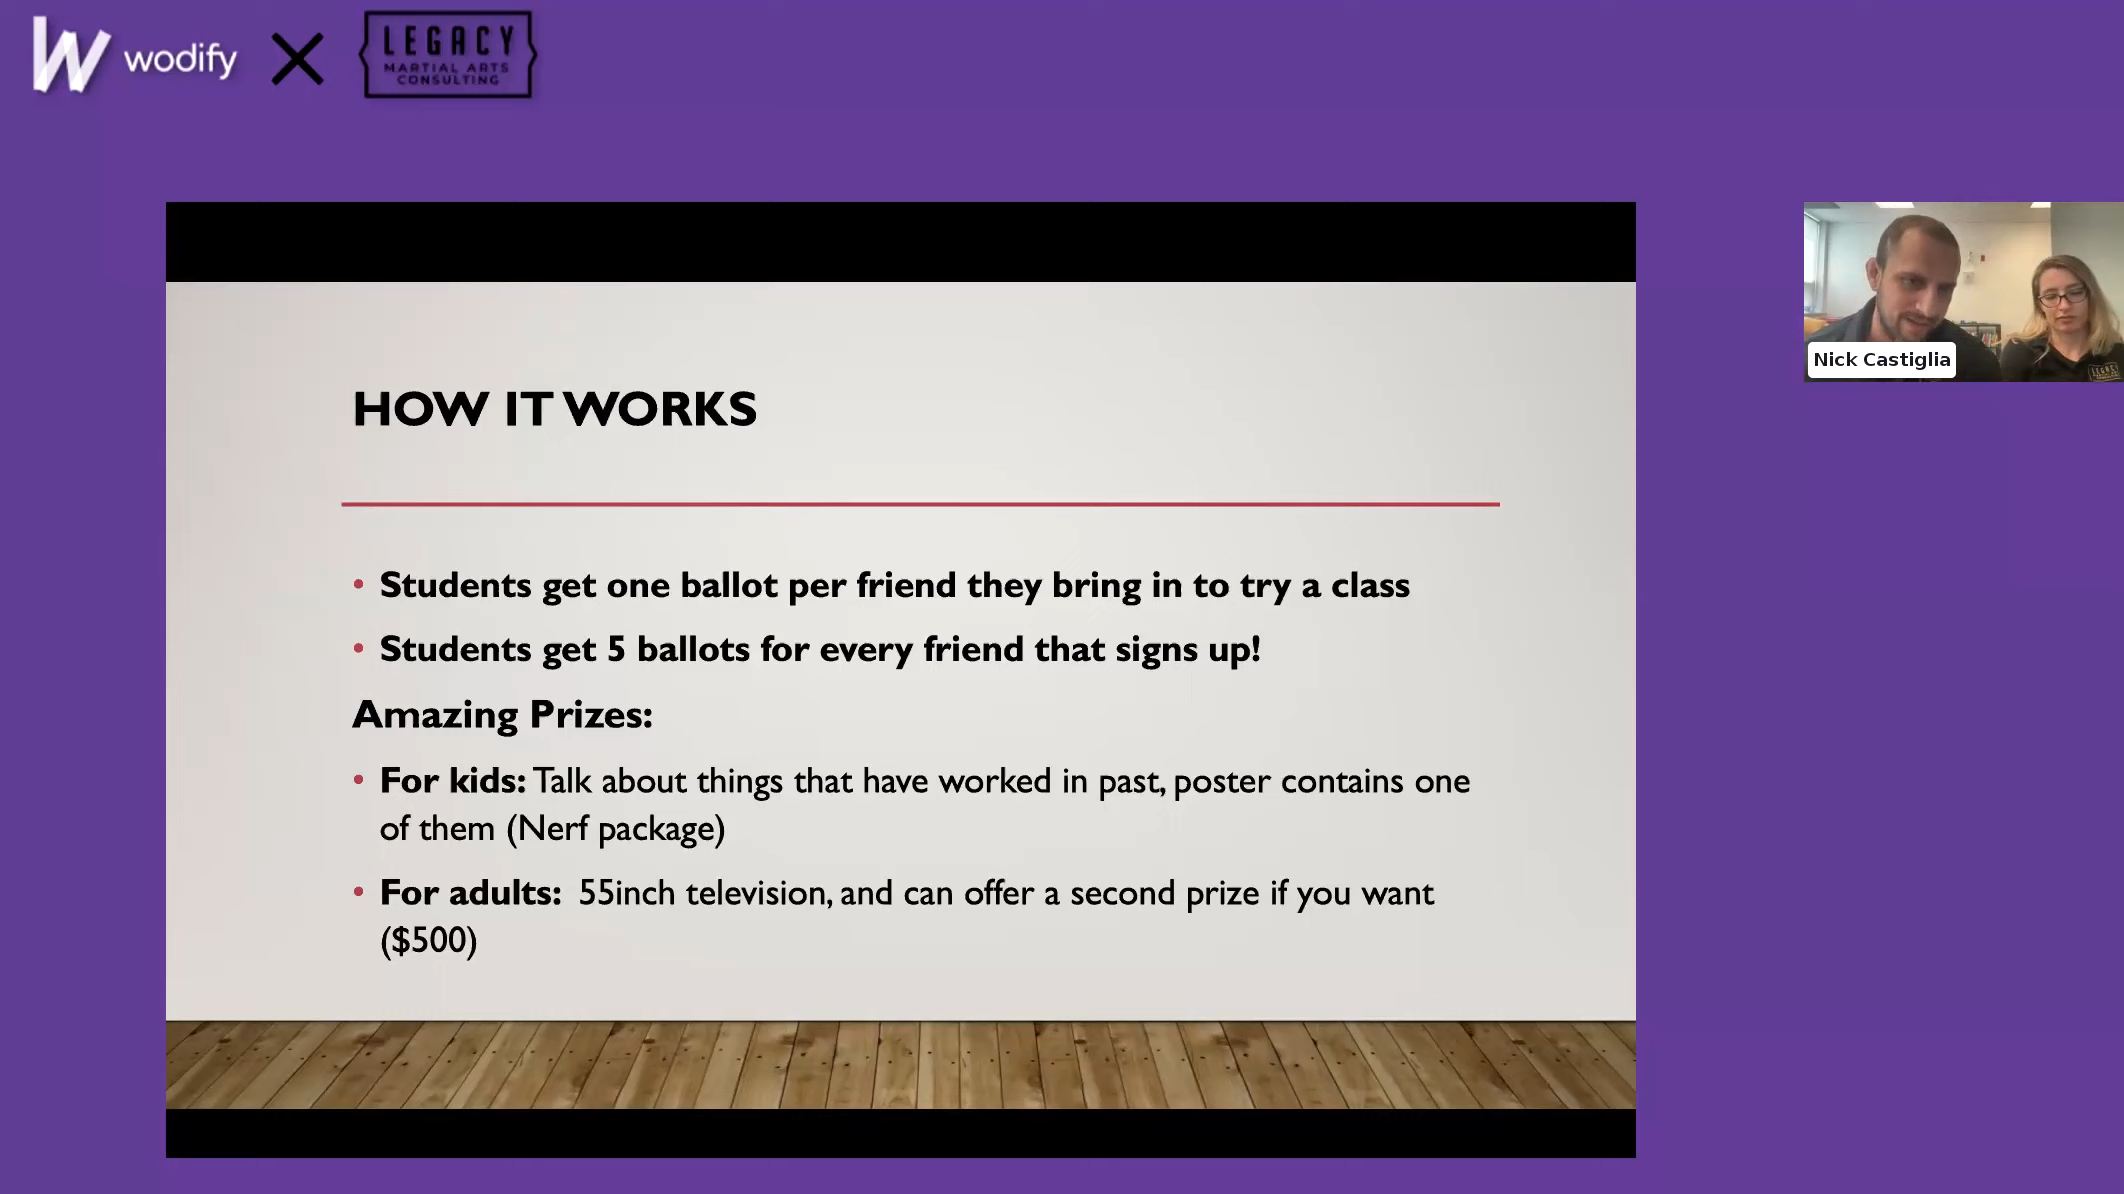 wodify
LEGACY
MARTIAL ARTS
CONSULTING
Nick Castiglia
LEGACY
HOW IT WORKS
• Students get one ballot per friend they bring in to try a class
• Students get 5 ballots for every friend that signs up!
Amazing Prizes:
• For kids: Talk about things that have worked in past, poster contains one
of them (Nerf package)
• For adults: 55inch television, and can offer a second prize if you want
($500)